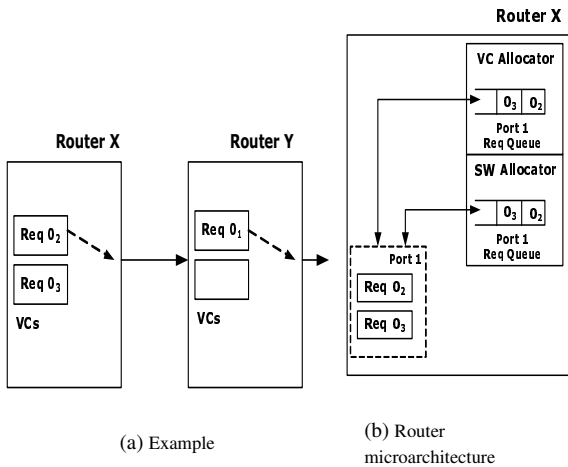 Router X
Router Y
Req O₂
Req O₃
VCs
Req O₁
VCs
(a) Example
Router X
VC Allocator
O₃ O₂
Port 1
Req Queue
SW Allocator
O₃ O₂
Port 1
Req Queue
Port 1
Req O₂
Req O₃
(b) Router
microarchitecture